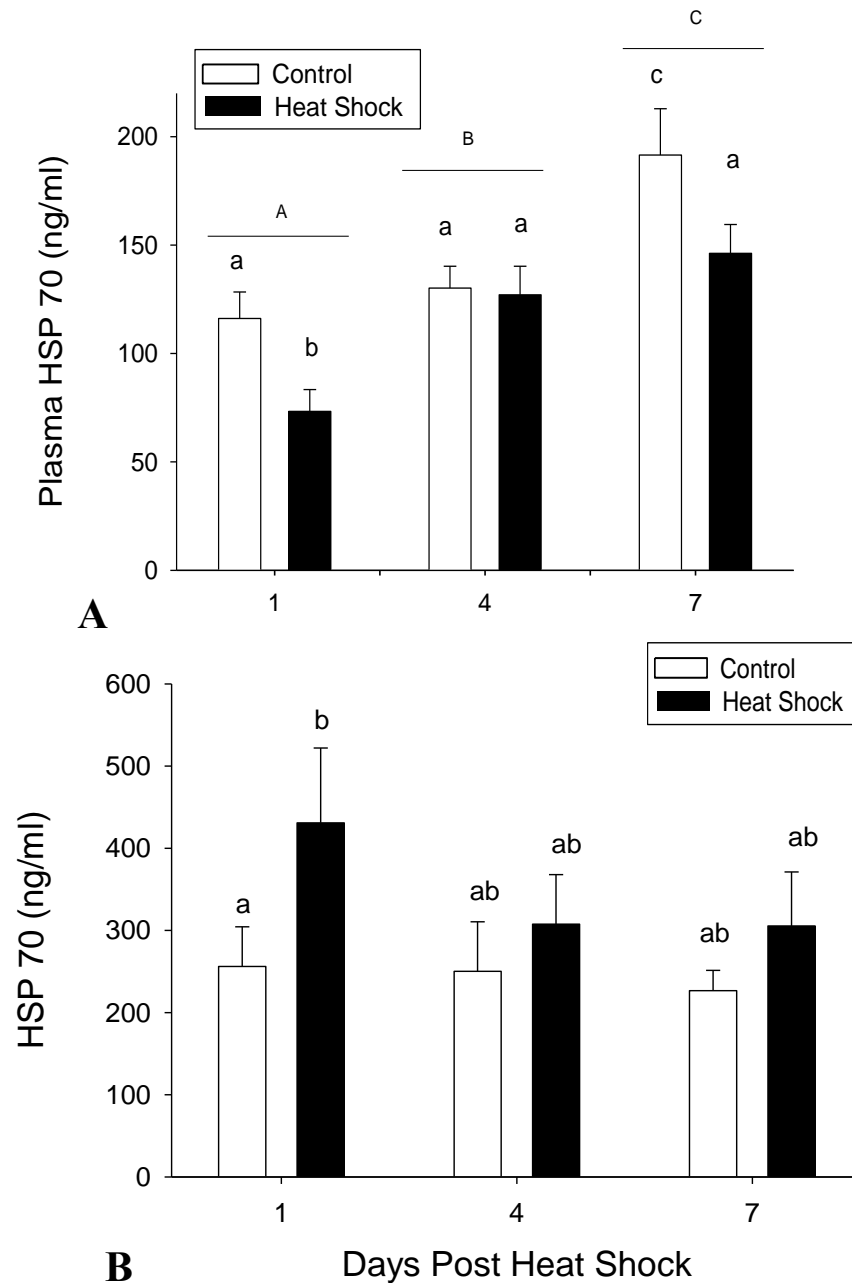 C
Control
Heat Shock
c
200
B
a
A
150
a
a
a
b
100
50
0
Plasma HSP 70 (ng/ml)
1 4 7
A
Control
Heat Shock
600
b
500
ab
ab
400
a
ab
ab
300
200
100
0
HSP 70 (ng/ml)
1 4 7
B Days Post Heat Shock